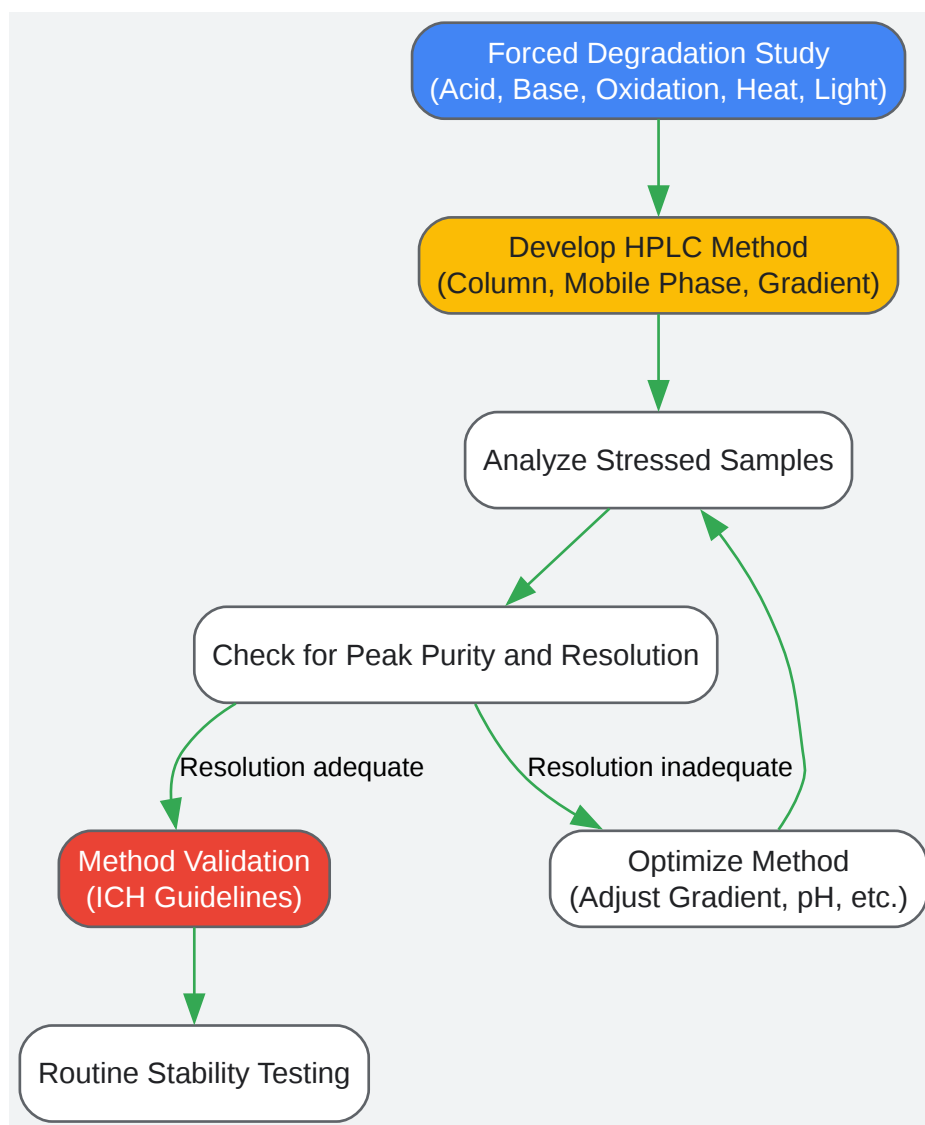 Forced Degradation Study
(Acid, Base, Oxidation, Heat, Light)
Develop HPLC Method
(Column, Mobile Phase, Gradient)
Analyze Stressed Samples
Check for Peak Purity and Resolution
Resolution adequate
Resolution inadequate
Method Validation
(ICH Guidelines)
Optimize Method
(Adjust Gradient, pH, etc.)
Routine Stability Testing